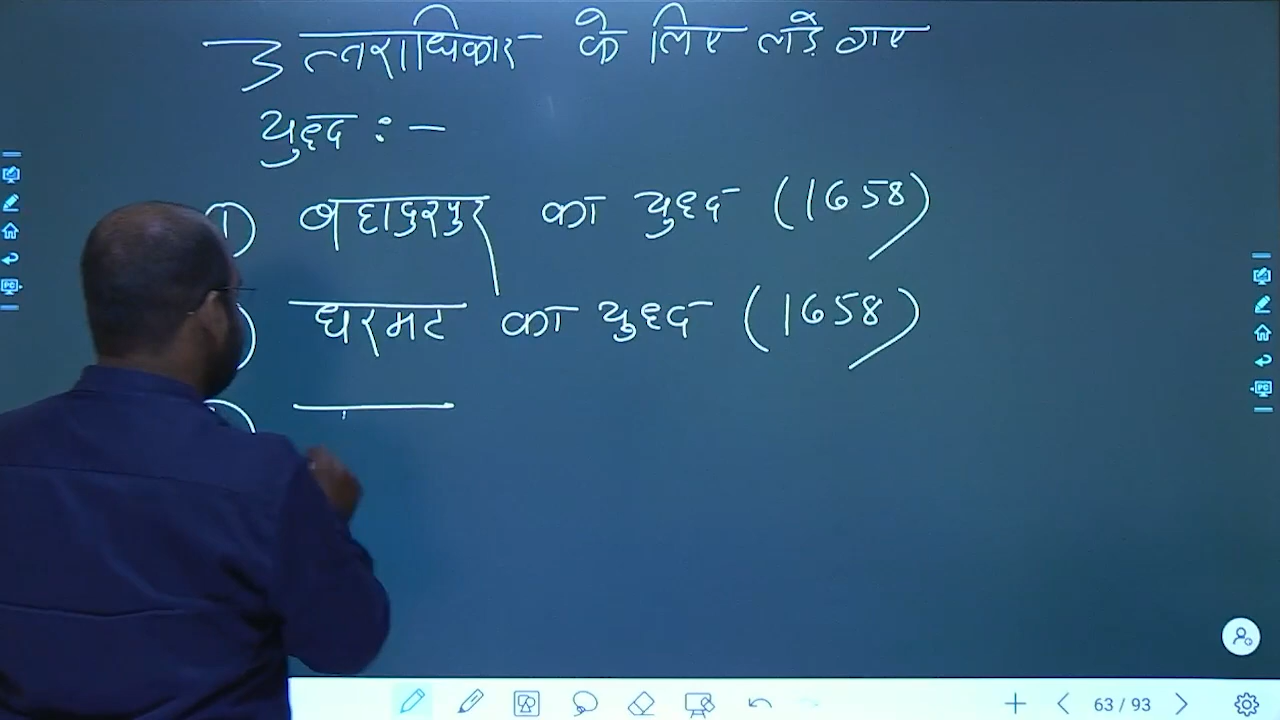 उत्तराधिकार के लिए लड़े गए
युद्ध :-
① बहादुरपुर का युद्ध (1658)
धरमट का युद्ध (1658)
63 / 93